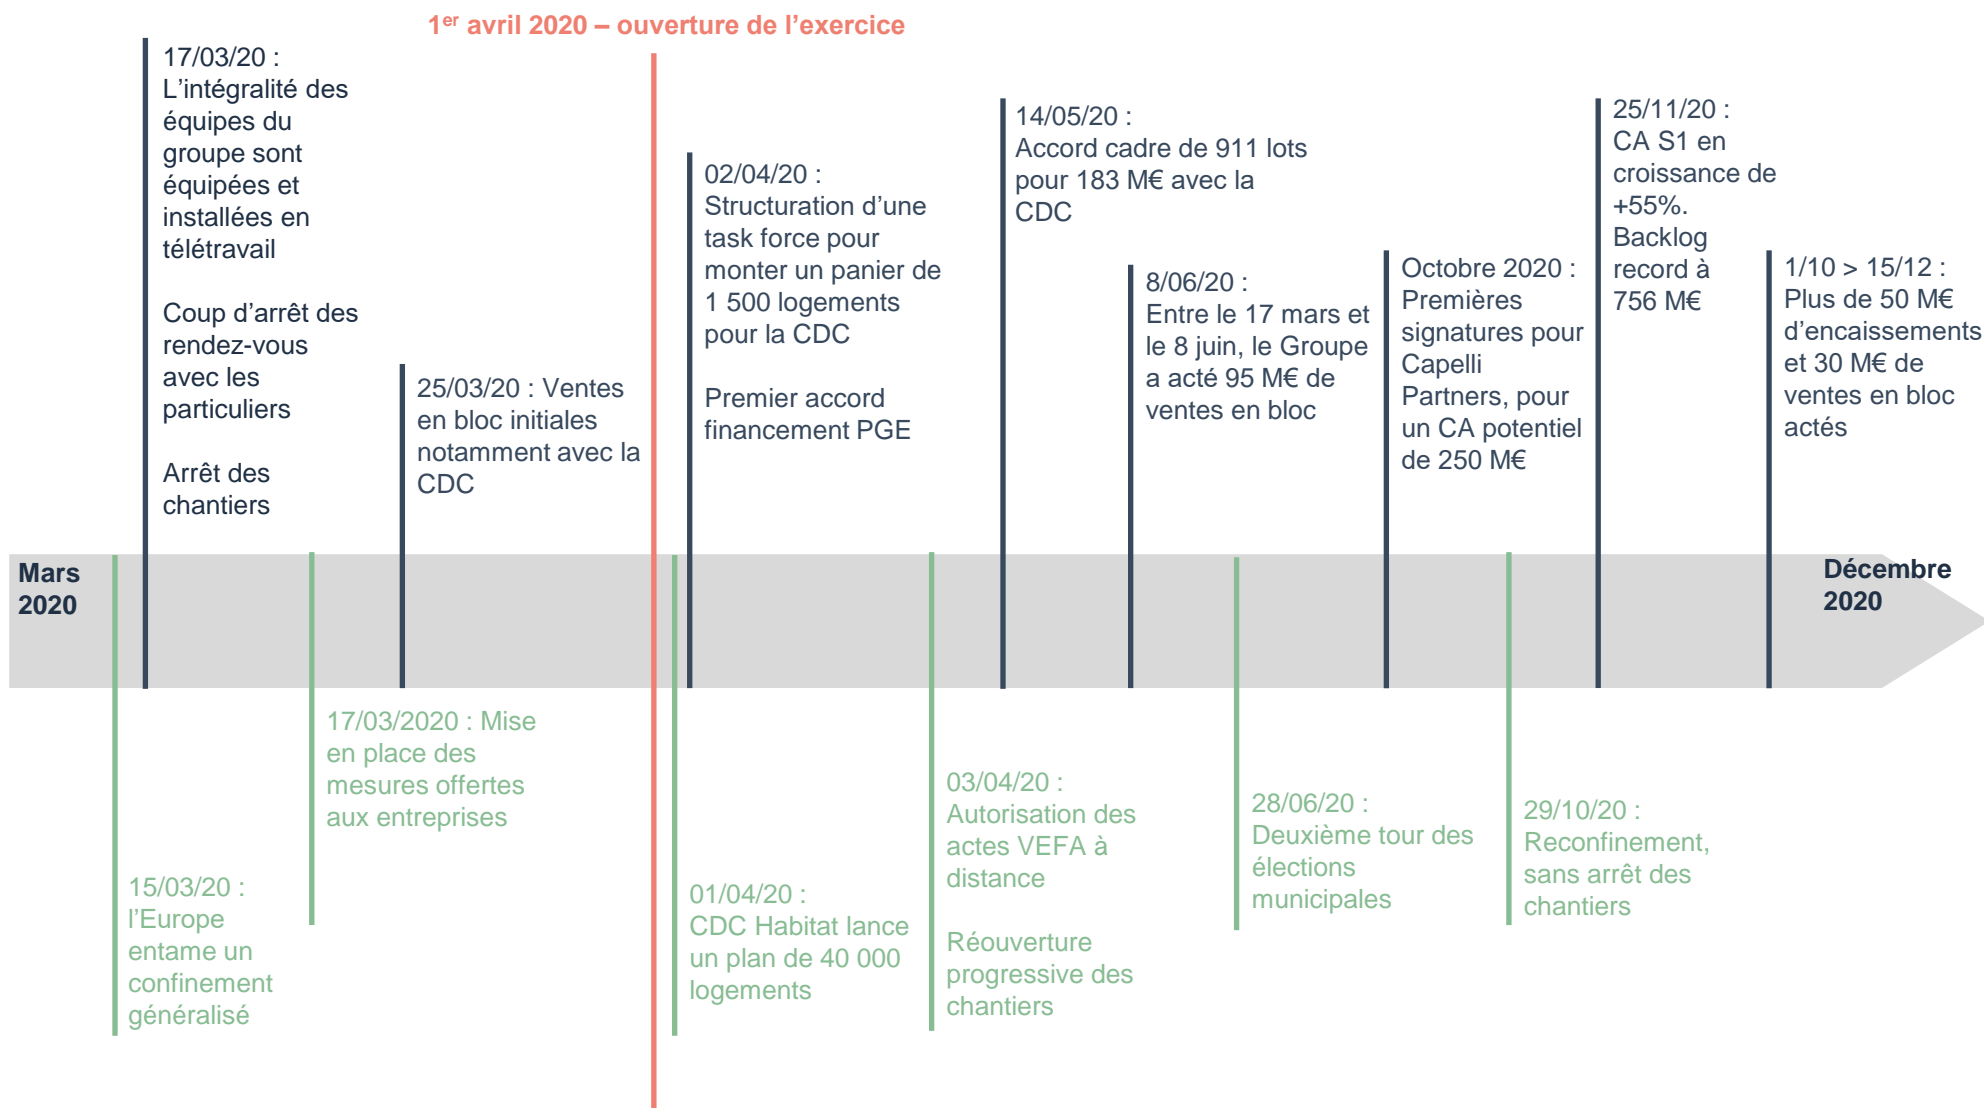 1er avril 2020 – ouverture de l’exercice
17/03/20 :
L’intégralité des
équipes du
groupe sont
équipées et
installées en
télétravail
Coup d’arrêt des
rendez-vous
avec les
particuliers
Arrêt des
chantiers
25/03/20 : Ventes
en bloc initiales
notamment avec la
CDC
02/04/20 :
Structuration d’une
task force pour
monter un panier de
1 500 logements
pour la CDC
Premier accord
financement PGE
14/05/20 :
Accord cadre de 911 lots
pour 183 M€ avec la
CDC
8/06/20 :
Entre le 17 mars et
le 8 juin, le Groupe
a acté 95 M€ de
ventes en bloc
Octobre 2020 :
Premières
signatures pour
Capelli
Partners, pour
un CA potentiel
de 250 M€
25/11/20 :
CA S1 en
croissance de
+55%.
Backlog
record à
756 M€
1/10 > 15/12 :
Plus de 50 M€
d’encaissements
et 30 M€ de
ventes en bloc
actés
Mars
2020
Décembre
2020
15/03/20 :
l’Europe
entame un
confinement
généralisé
17/03/2020 : Mise
en place des
mesures offertes
aux entreprises
01/04/20 :
CDC Habitat lance
un plan de 40 000
logements
03/04/20 :
Autorisation des
actes VEFA à
distance
Réouverture
progressive des
chantiers
28/06/20 :
Deuxième tour des
élections
municipales
29/10/20 :
Reconfinement,
sans arrêt des
chantiers